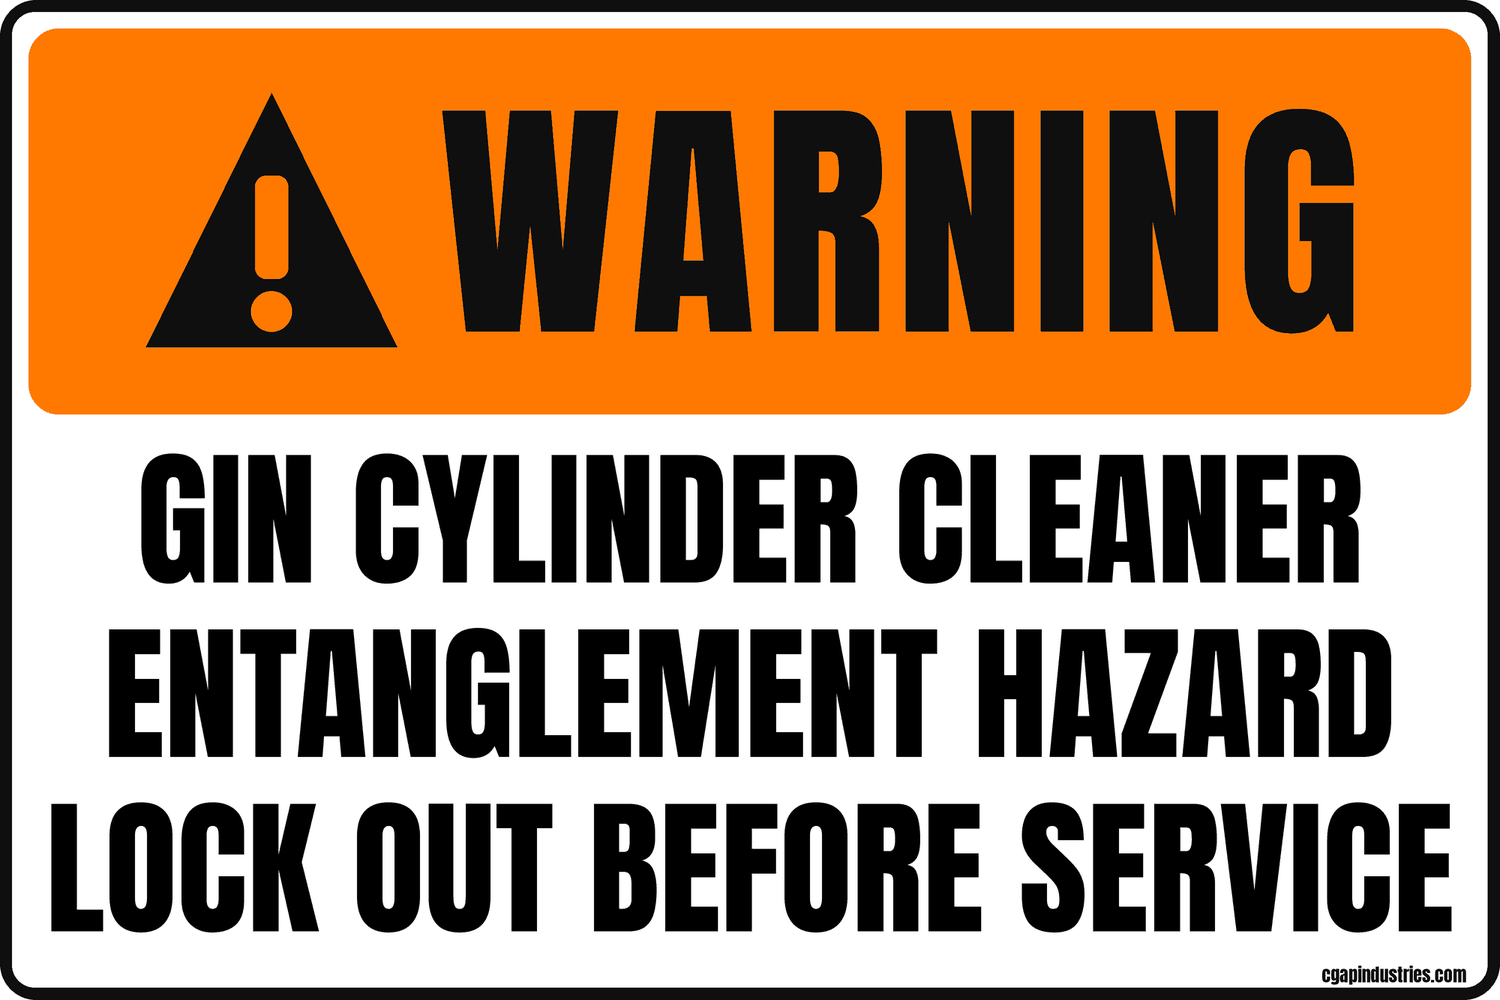 WARNING
GIN CYLINDER CLEANER
ENTANGLEMENT HAZARD
LOCK OUT BEFORE SERVICE
cgapindustries.com